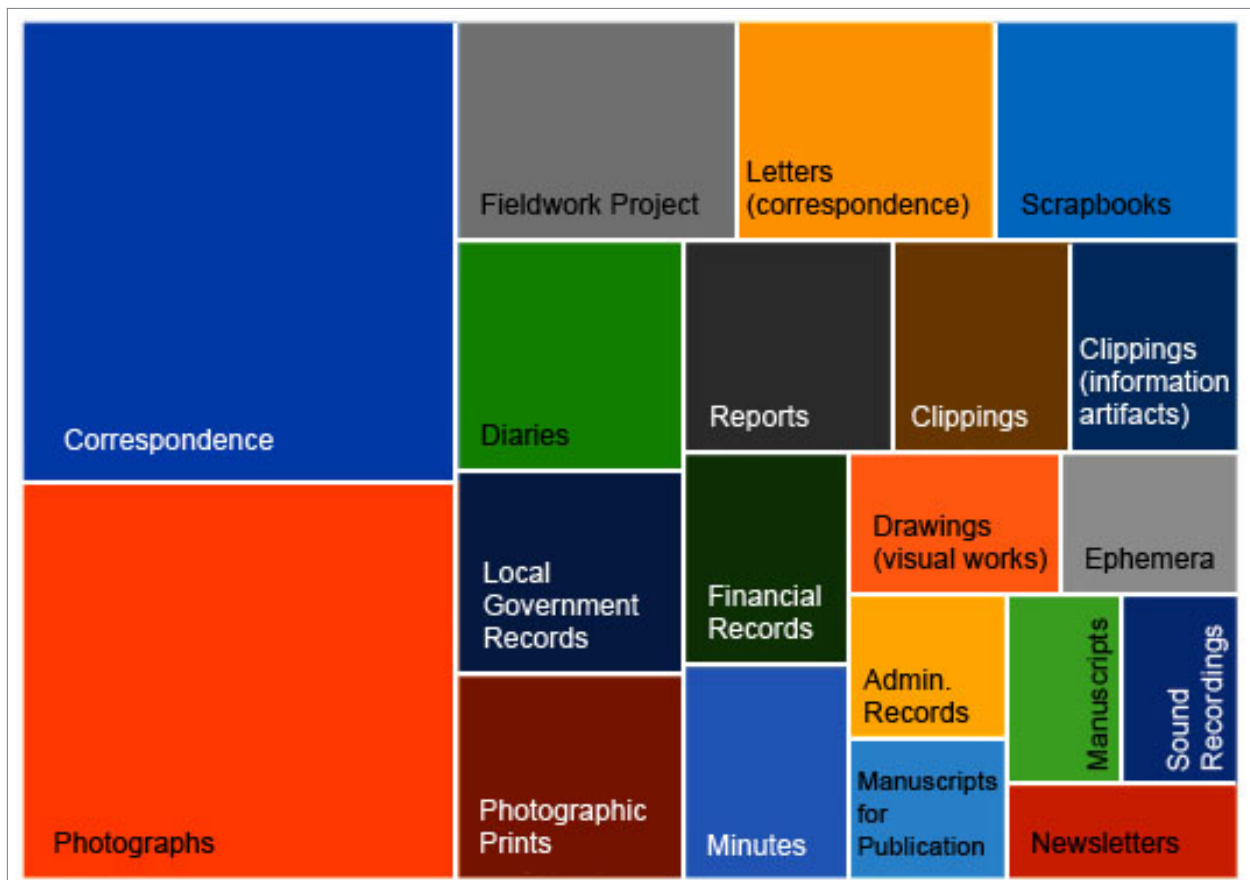 Correspondence
Photographs
Fieldwork Project
Letters
(correspondence)
Scrapbooks
Diaries
Reports
Clippings
Clippings
(information
artifacts)
Local
Government
Records
Photographic
Prints
Financial
Records
Minutes
Drawings
(visual works)
Ephemera
Admin.
Records
Manuscripts
Sound
Recordings
Manuscripts
for
Publication
Newsletters